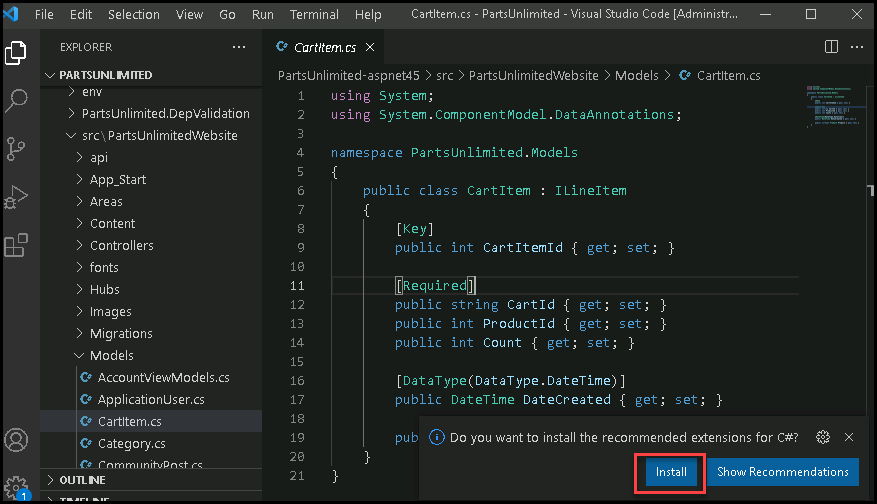 File Edit Selection View Go Run Terminal Help CartItem.cs - PartsUnlimited - Visual Studio Code [Administr...
EXPLORER
PARTSUNLIMITED
env
PartsUnlimited.DepValidation
src\PartsUnlimitedWebsite
api
App_Start
Areas
Content
Controllers
fonts
Hubs
Images
Migrations
Models
AccountViewModels.cs
ApplicationUser.cs
CartItem.cs
Category.cs
CommunityPost.cs
OUTLINE
TIMELINE
1
CartItem.cs
PartsUnlimited-aspnet45 > src > PartsUnlimitedWebsite > Models > CartItem.cs
1 using System;
2 using System.ComponentModel.DataAnnotations;
3
4 namespace PartsUnlimited.Models
5 {
6 public class CartItem : ILineItem
7 {
8 [Key]
9 public int CartItemId { get; set; }
10
11 [Required]
12 public string CartId { get; set; }
13 public int ProductId { get; set; }
14 public int Count { get; set; }
15
16 [DataType(DataType.DateTime)]
17 public DateTime DateCreated { get; set; }
18
19 pu
20 }
21 }
Do you want to install the recommended extensions for C#?
Install Show Recommendations